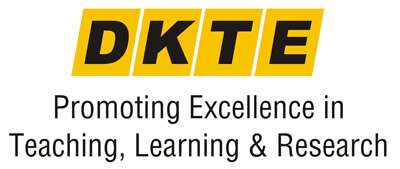 DKTE
Promoting Excellence in
Teaching, Learning & Research